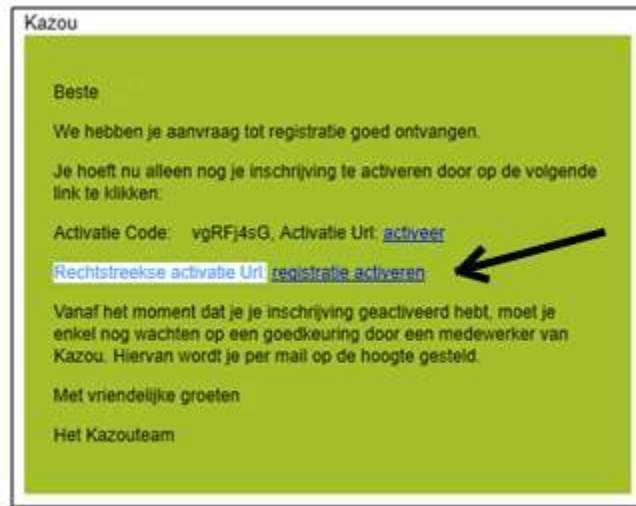 Kazou
Beste
We hebben je aanvraag tot registratie goed ontvangen.
Je hoeft nu alleen nog je inschrijving te activeren door op de volgende
link te klikken:
Activatie Code: vgRFj4sG, Activatie Url: activeer
Rechtstreekse activatie Url: registratie activeren
Vanaf het moment dat je je inschrijving geactiveerd hebt, moet je
enkel nog wachten op een goedkeuring door een medewerker van
Kazou. Hiervan wordt je per mail op de hoogte gesteld.
Met vriendelijke groeten
Het Kazouteam